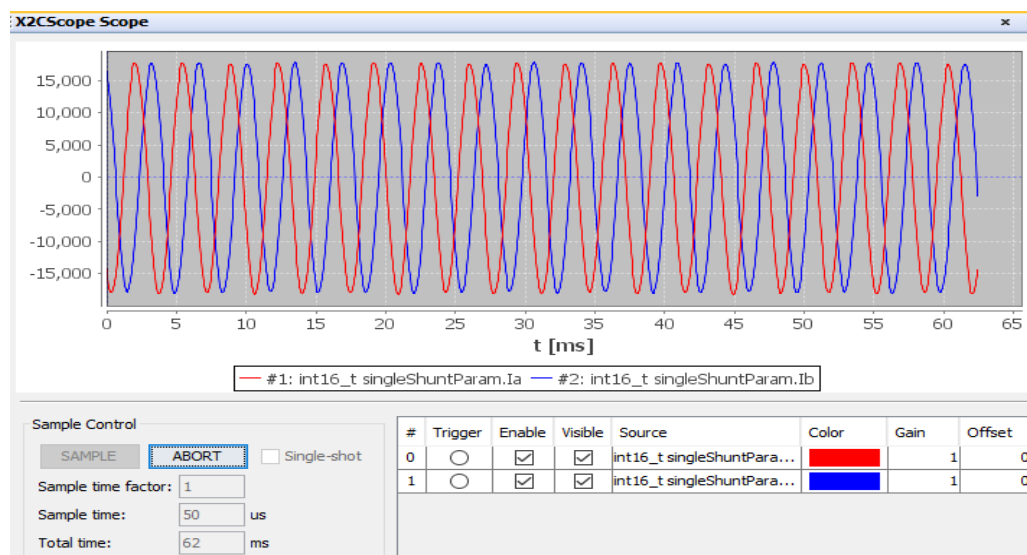 X2CScope Scope
×
15,000
10,000
5,000
0
-5,000
-10,000
-15,000
0 5 10 15 20 25 30 35 40 45 50 55 60 65
t [ms]
#1: int16_t singleShuntParam.Ia #2: int16_t singleShuntParam.Ib
Sample Control
SAMPLE ABORT Single-shot
Sample time factor: 1
Sample time: 50 us
Total time: 62 ms
# Trigger Enable Visible Source Color Gain Offset
0 int16_t singleShuntPara... 1 0
1 int16_t singleShuntPara... 1 0